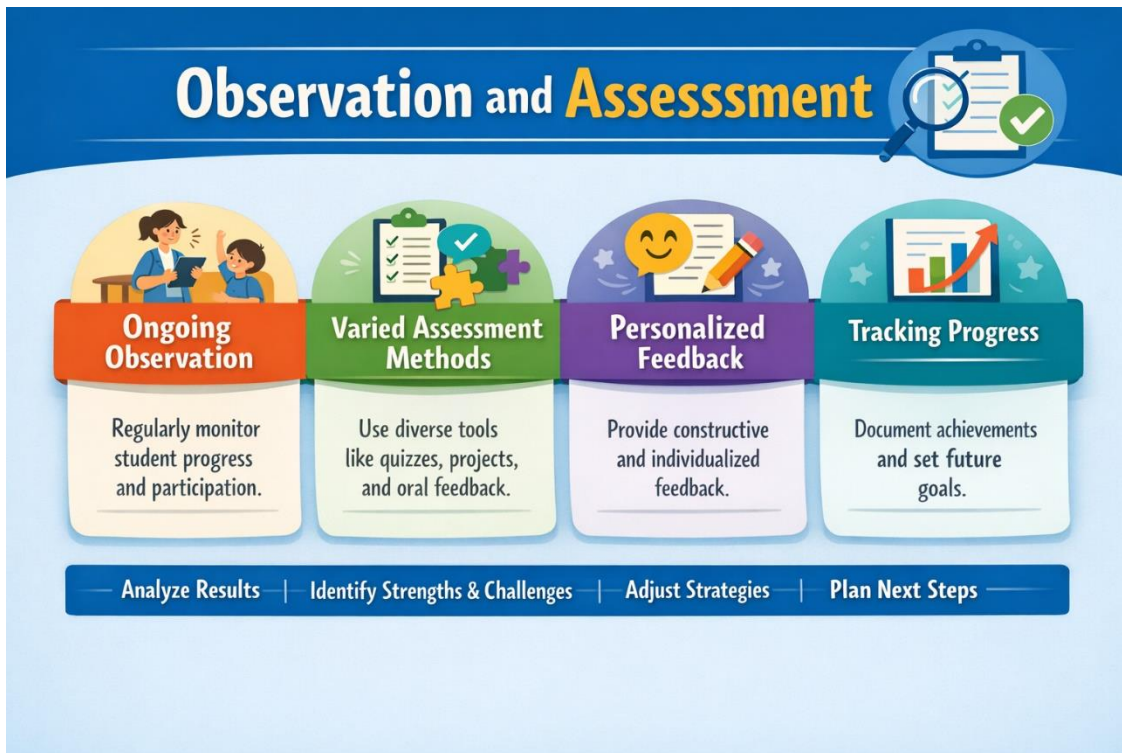 Observation and Assesssment
Ongoing
Observation
Regularly monitor
student progress
and participation.
Varied Assessment
Methods
Use diverse tools
like quizzes, projects,
and oral feedback.
Personalized
Feedback
Provide constructive
and individualized
feedback.
Tracking Progress
Document achievements
and set future
goals.
Analyze Results | Identify Strengths & Challenges | Adjust Strategies | Plan Next Steps